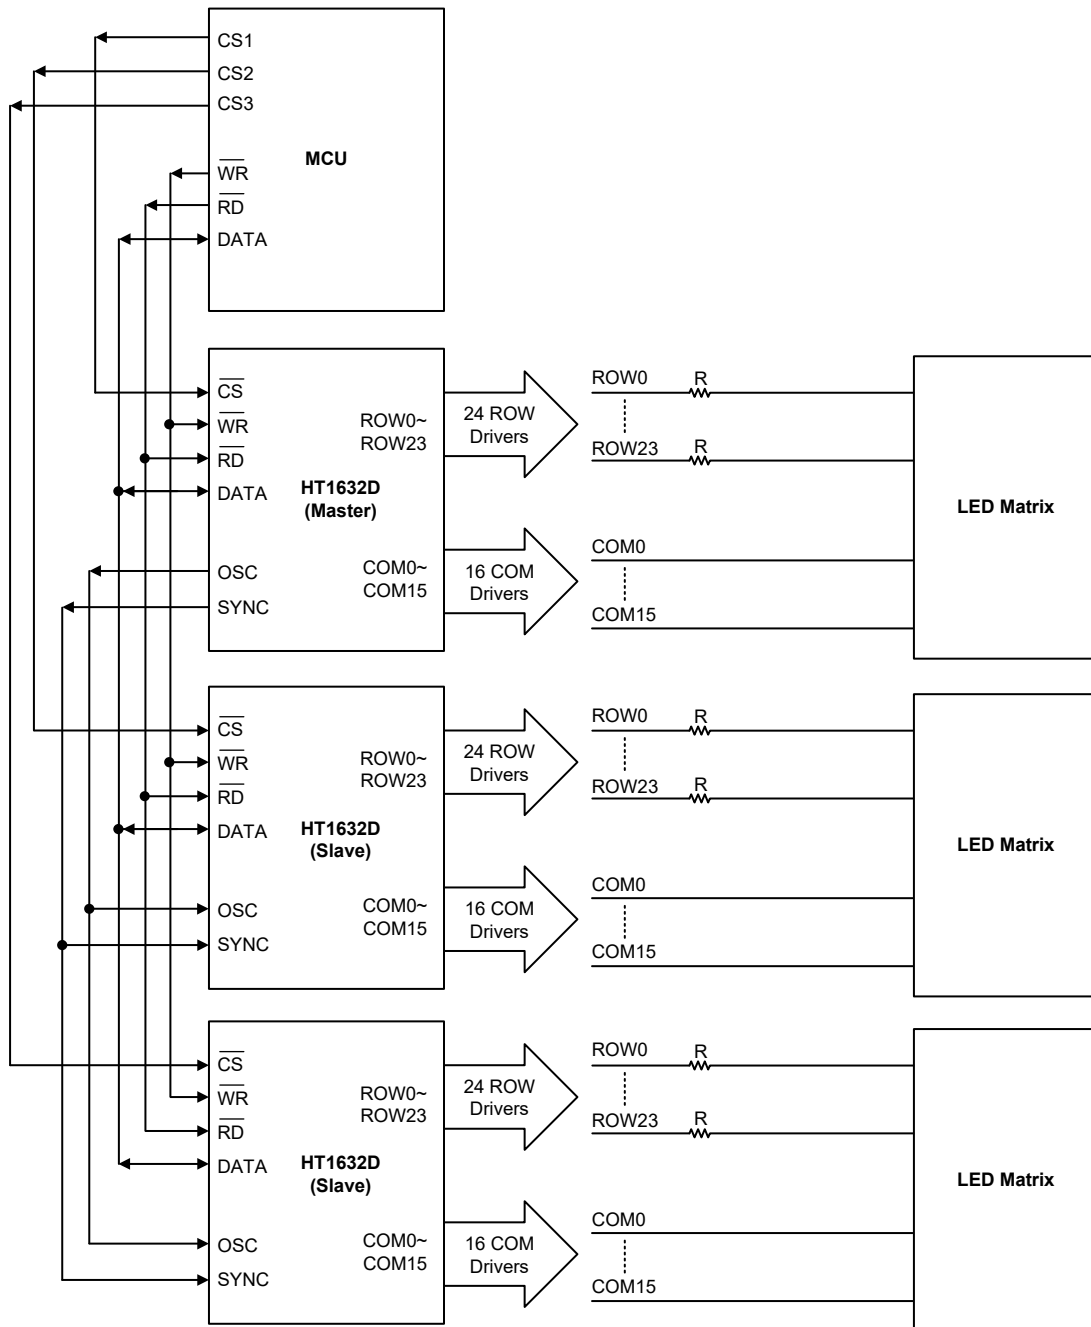 CS1
CS2
CS3
MCU
WR
RD
DATA
CS
WR
RD
DATA
OSC
SYNC
HT1632D
(Master)
ROW0~
ROW23
COM0~
COM15
24 ROW
Drivers
16 COM
Drivers
ROW0
R
ROW23
R
COM0
COM15
LED Matrix
CS
WR
RD
DATA
OSC
SYNC
HT1632D
(Slave)
ROW0~
ROW23
COM0~
COM15
24 ROW
Drivers
16 COM
Drivers
ROW0
R
ROW23
R
COM0
COM15
LED Matrix
CS
WR
RD
DATA
OSC
SYNC
HT1632D
(Slave)
ROW0~
ROW23
COM0~
COM15
24 ROW
Drivers
16 COM
Drivers
ROW0
R
ROW23
R
COM0
COM15
LED Matrix